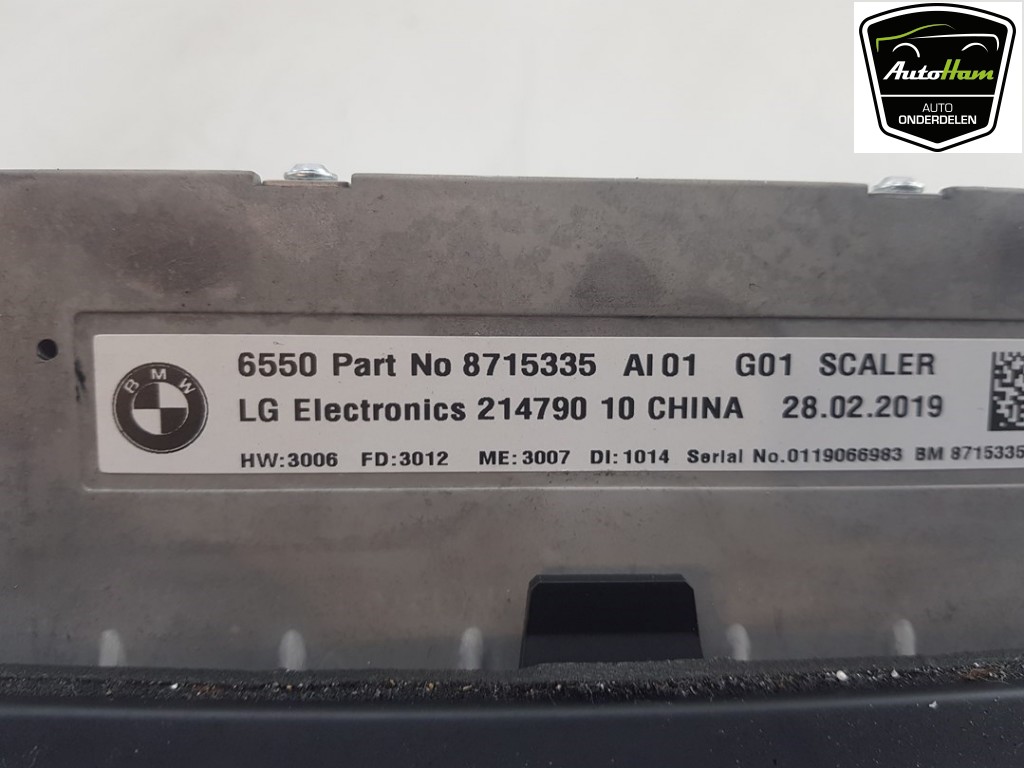 AutoHam
AUTO
ONDERDELEN
BMW
6550 Part No 8715335 AI 01 G01 SCALER
LG Electronics 214790 10 CHINA 28.02.2019
HW:3006 FD:3012 ME:3007 DI:1014 Serial No.0119066983 BM 8715335